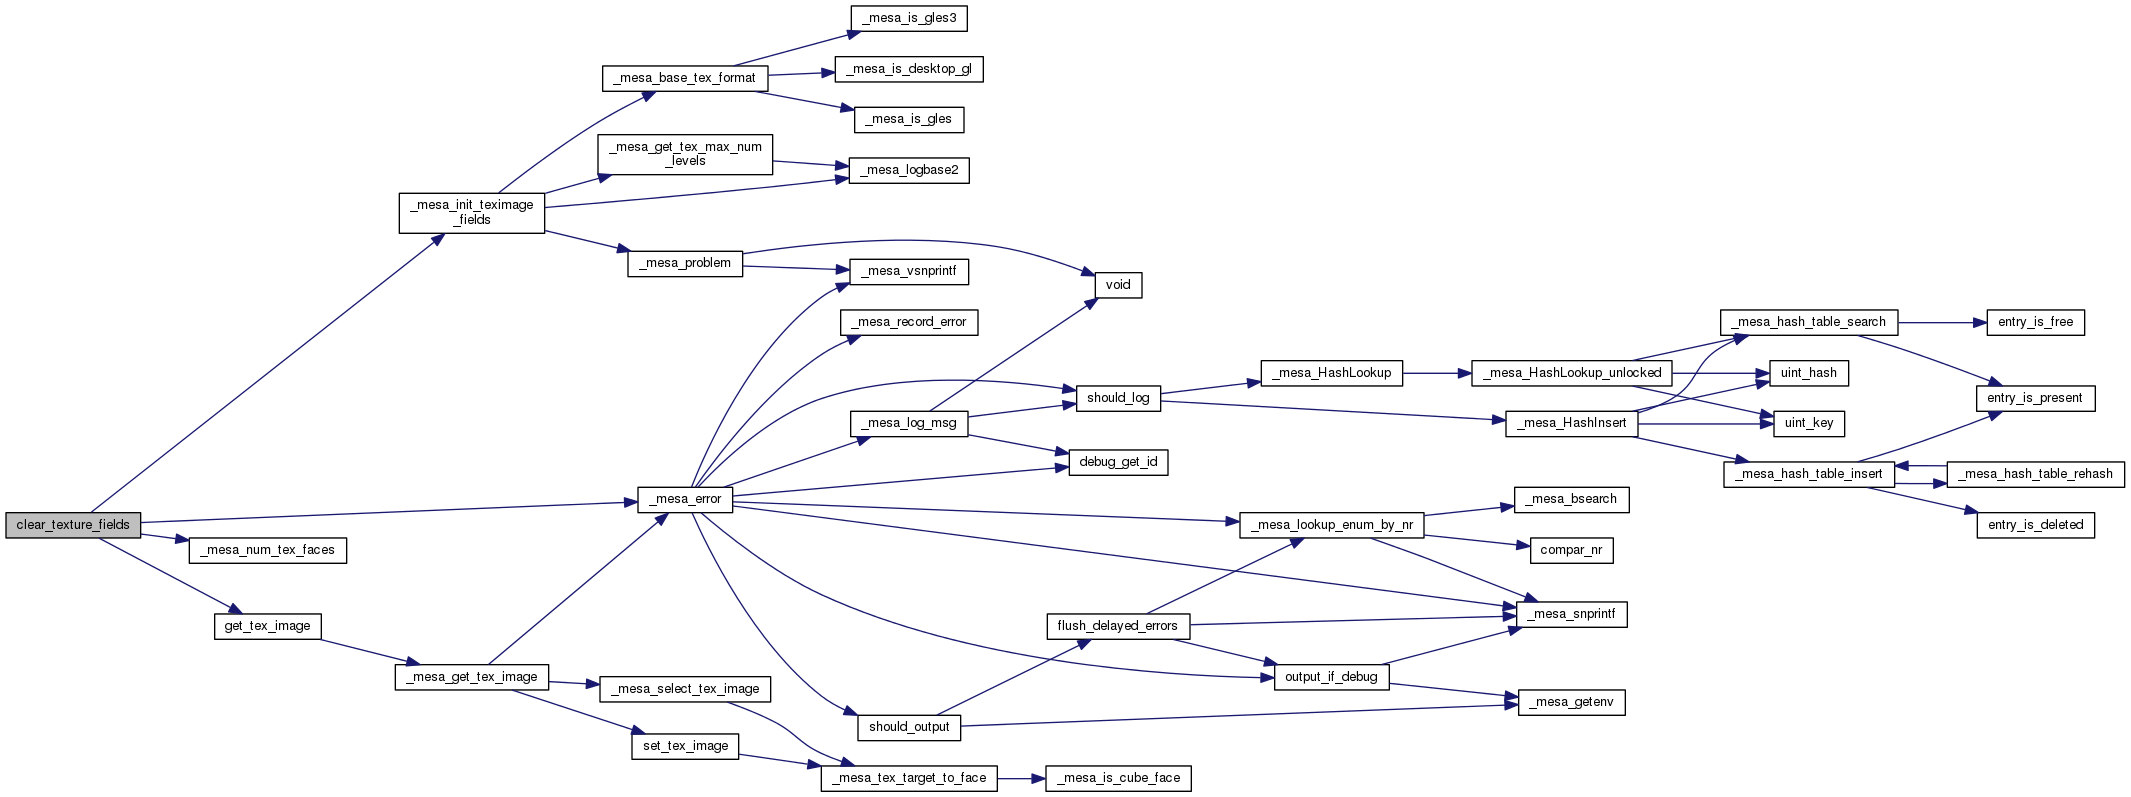 _mesa_is_gles3
_mesa_base_tex_format
_mesa_is_desktop_gl
_mesa_is_gles
_mesa_get_tex_max_num
_levels
_mesa_logbase2
_mesa_init_teximage
_fields
_mesa_problem
_mesa_vsnprintf
void
_mesa_record_error
_mesa_hash_table_search
entry_is_free
_mesa_HashLookup
_mesa_HashLookup_unlocked
uint_hash
should_log
entry_is_present
_mesa_log_msg
_mesa_HashInsert
uint_key
debug_get_id
_mesa_hash_table_insert
_mesa_hash_table_rehash
_mesa_error
_mesa_bsearch
clear_texture_fields
_mesa_lookup_enum_by_nr
entry_is_deleted
_mesa_num_tex_faces
compar_nr
get_tex_image
flush_delayed_errors
_mesa_snprintf
_mesa_get_tex_image
_mesa_select_tex_image
output_if_debug
_mesa_getenv
should_output
set_tex_image
_mesa_tex_target_to_face
_mesa_is_cube_face